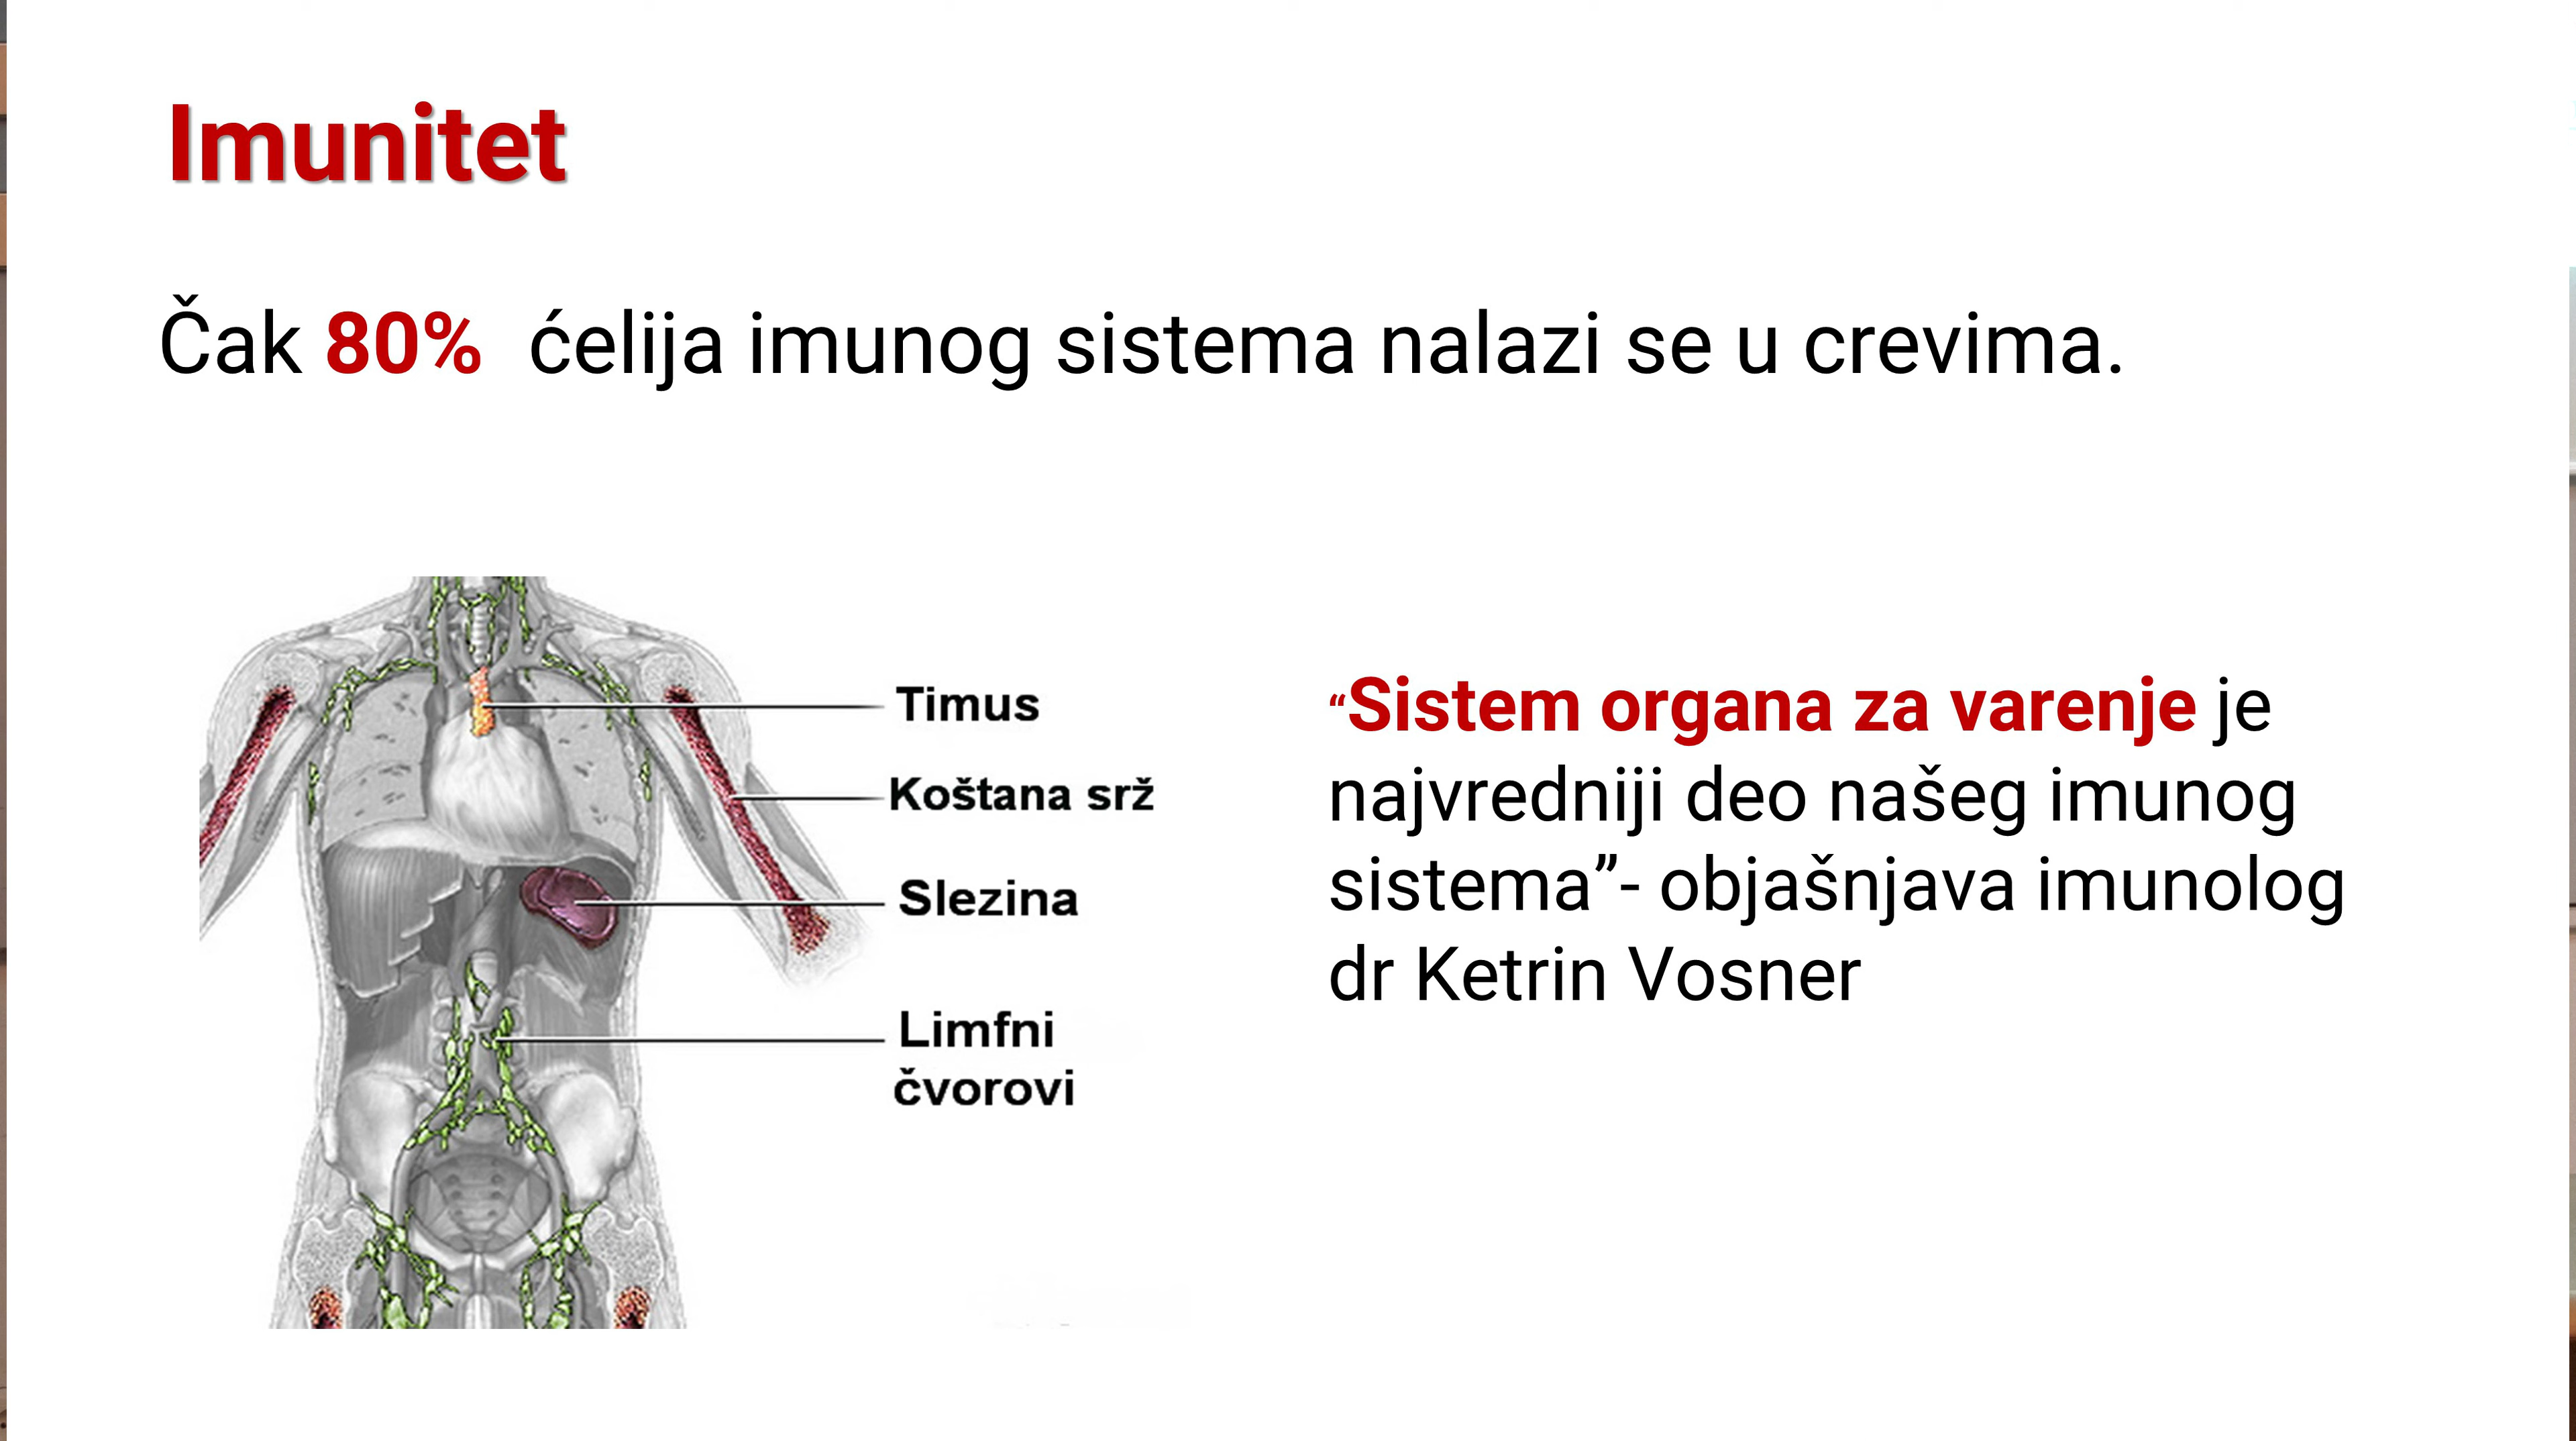 Imunitet
Čak 80%  ćelija imunog sistema nalazi se u crevima.
Timus
Koštana srž
Slezina
Limfni
čvorovi
“Sistem organa za varenje je
najvredniji deo našeg imunog
sistema”- objašnjava imunolog
dr Ketrin Vosner